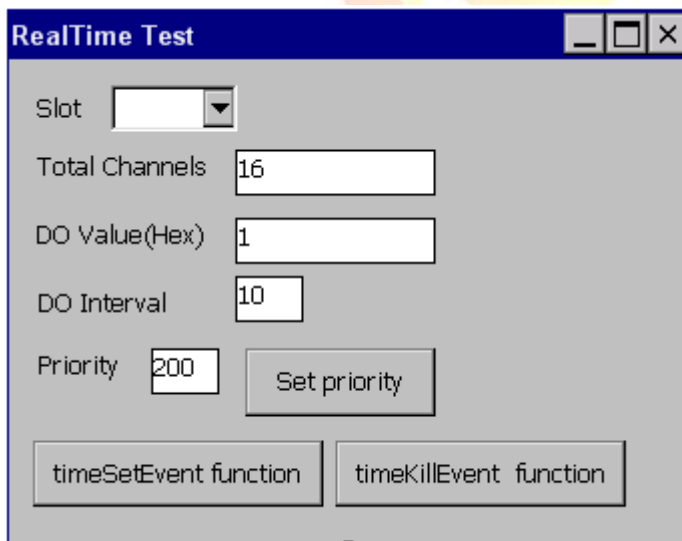 RealTime Test
Slot
Total Channels 16
DO Value(Hex) 1
DO Interval 10
Priority 200 Set priority
timeSetEvent function timeKillEvent function